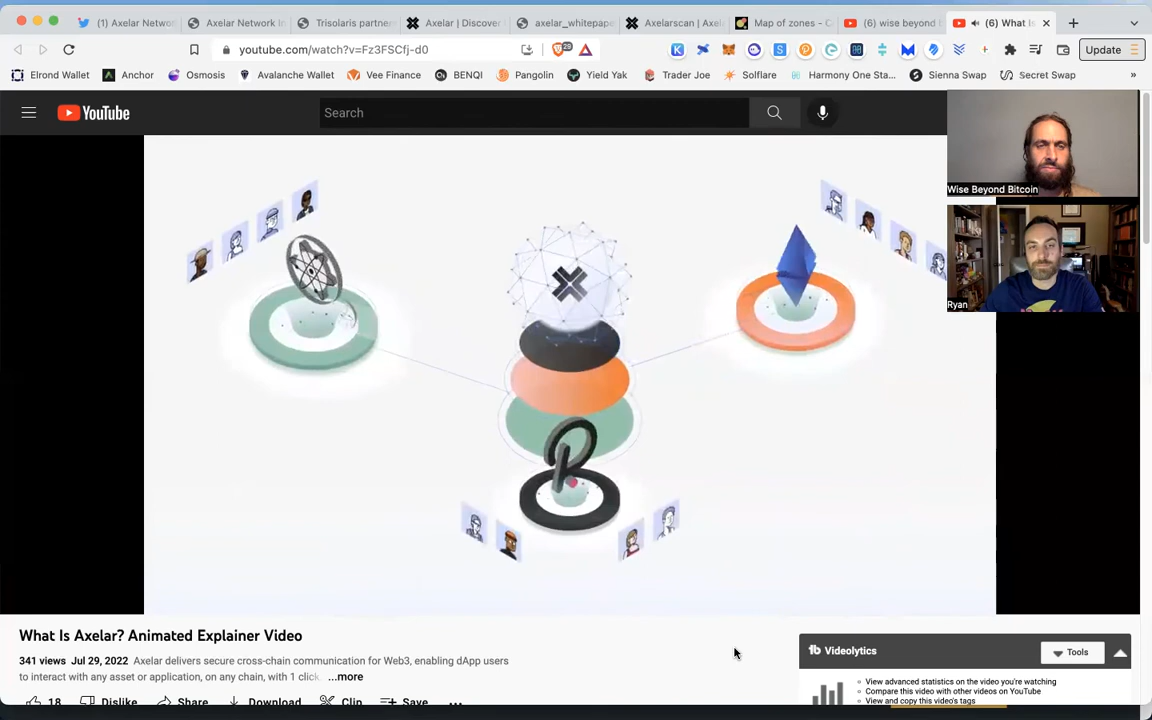 (1) Axelar Netwo
Axelar Network In
Trisolaris partner
Axelar | Discover
axelar_whitepape
Axelarscan | Axel
Map of zones - C
(6) wise beyond
(6) What Is
youtube.com/watch?v=Fz3FSCfj-d0
29
Update
Elrond Wallet
Anchor
Osmosis
Avalanche Wallet
Vee Finance
BENQI
Pangolin
Yield Yak
Trader Joe
Solflare
Harmony One Sta...
Sienna Swap
Secret Swap
»
YouTube
Search
Wise Beyond Bitcoin
Ryan
What Is Axelar? Animated Explainer Video
341 views Jul 29, 2022 Axelar delivers secure cross-chain communication for Web3, enabling dApp users
to interact with any asset or application, on any chain, with 1 click. ...more
18 Dislike Share Download Clip Save ...
tb Videolytics
Tools
View advanced statistics on the video you're watching
Compare this video with other videos on YouTube
View and copy this video's tags